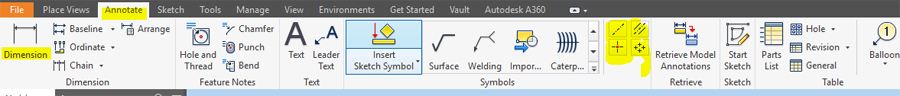 File Place Views Annotate Sketch Tools Manage View Environments Get Started Vault Autodesk A360
Dimension
Baseline
Ordinate
Chain
Arrange
Dimension
Hole and
Thread
Chamfer
Punch
Bend
Feature Notes
Text
Leader
Text
Text
Insert
Sketch Symbol
Surface
Welding
Impor...
Caterp...
Symbols
Retrieve Model
Annotations
Retrieve
Start
Sketch
Sketch
Parts
List
Hole
Revision
General
Table
1
Balloon